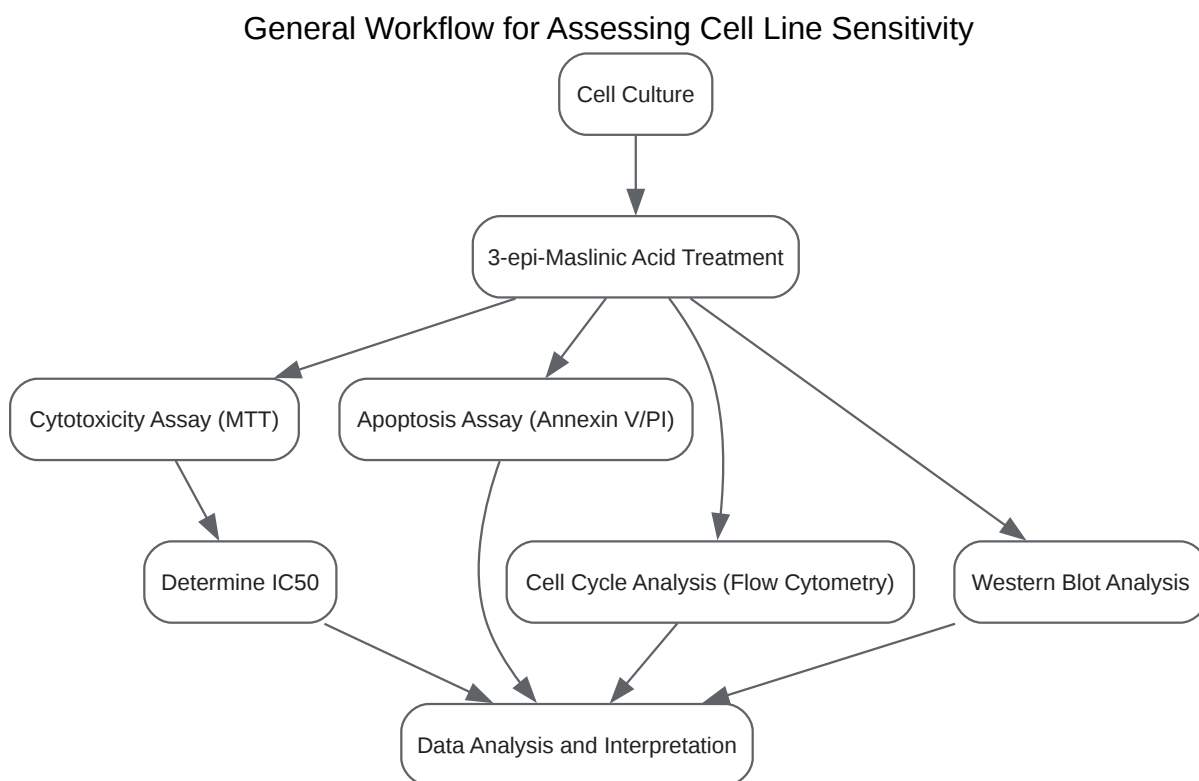 General Workflow for Assessing Cell Line Sensitivity
Cell Culture
3-epi-Maslinic Acid Treatment
Cytotoxicity Assay (MTT)
Apoptosis Assay (Annexin V/PI)
Determine IC50
Cell Cycle Analysis (Flow Cytometry)
Western Blot Analysis
Data Analysis and Interpretation